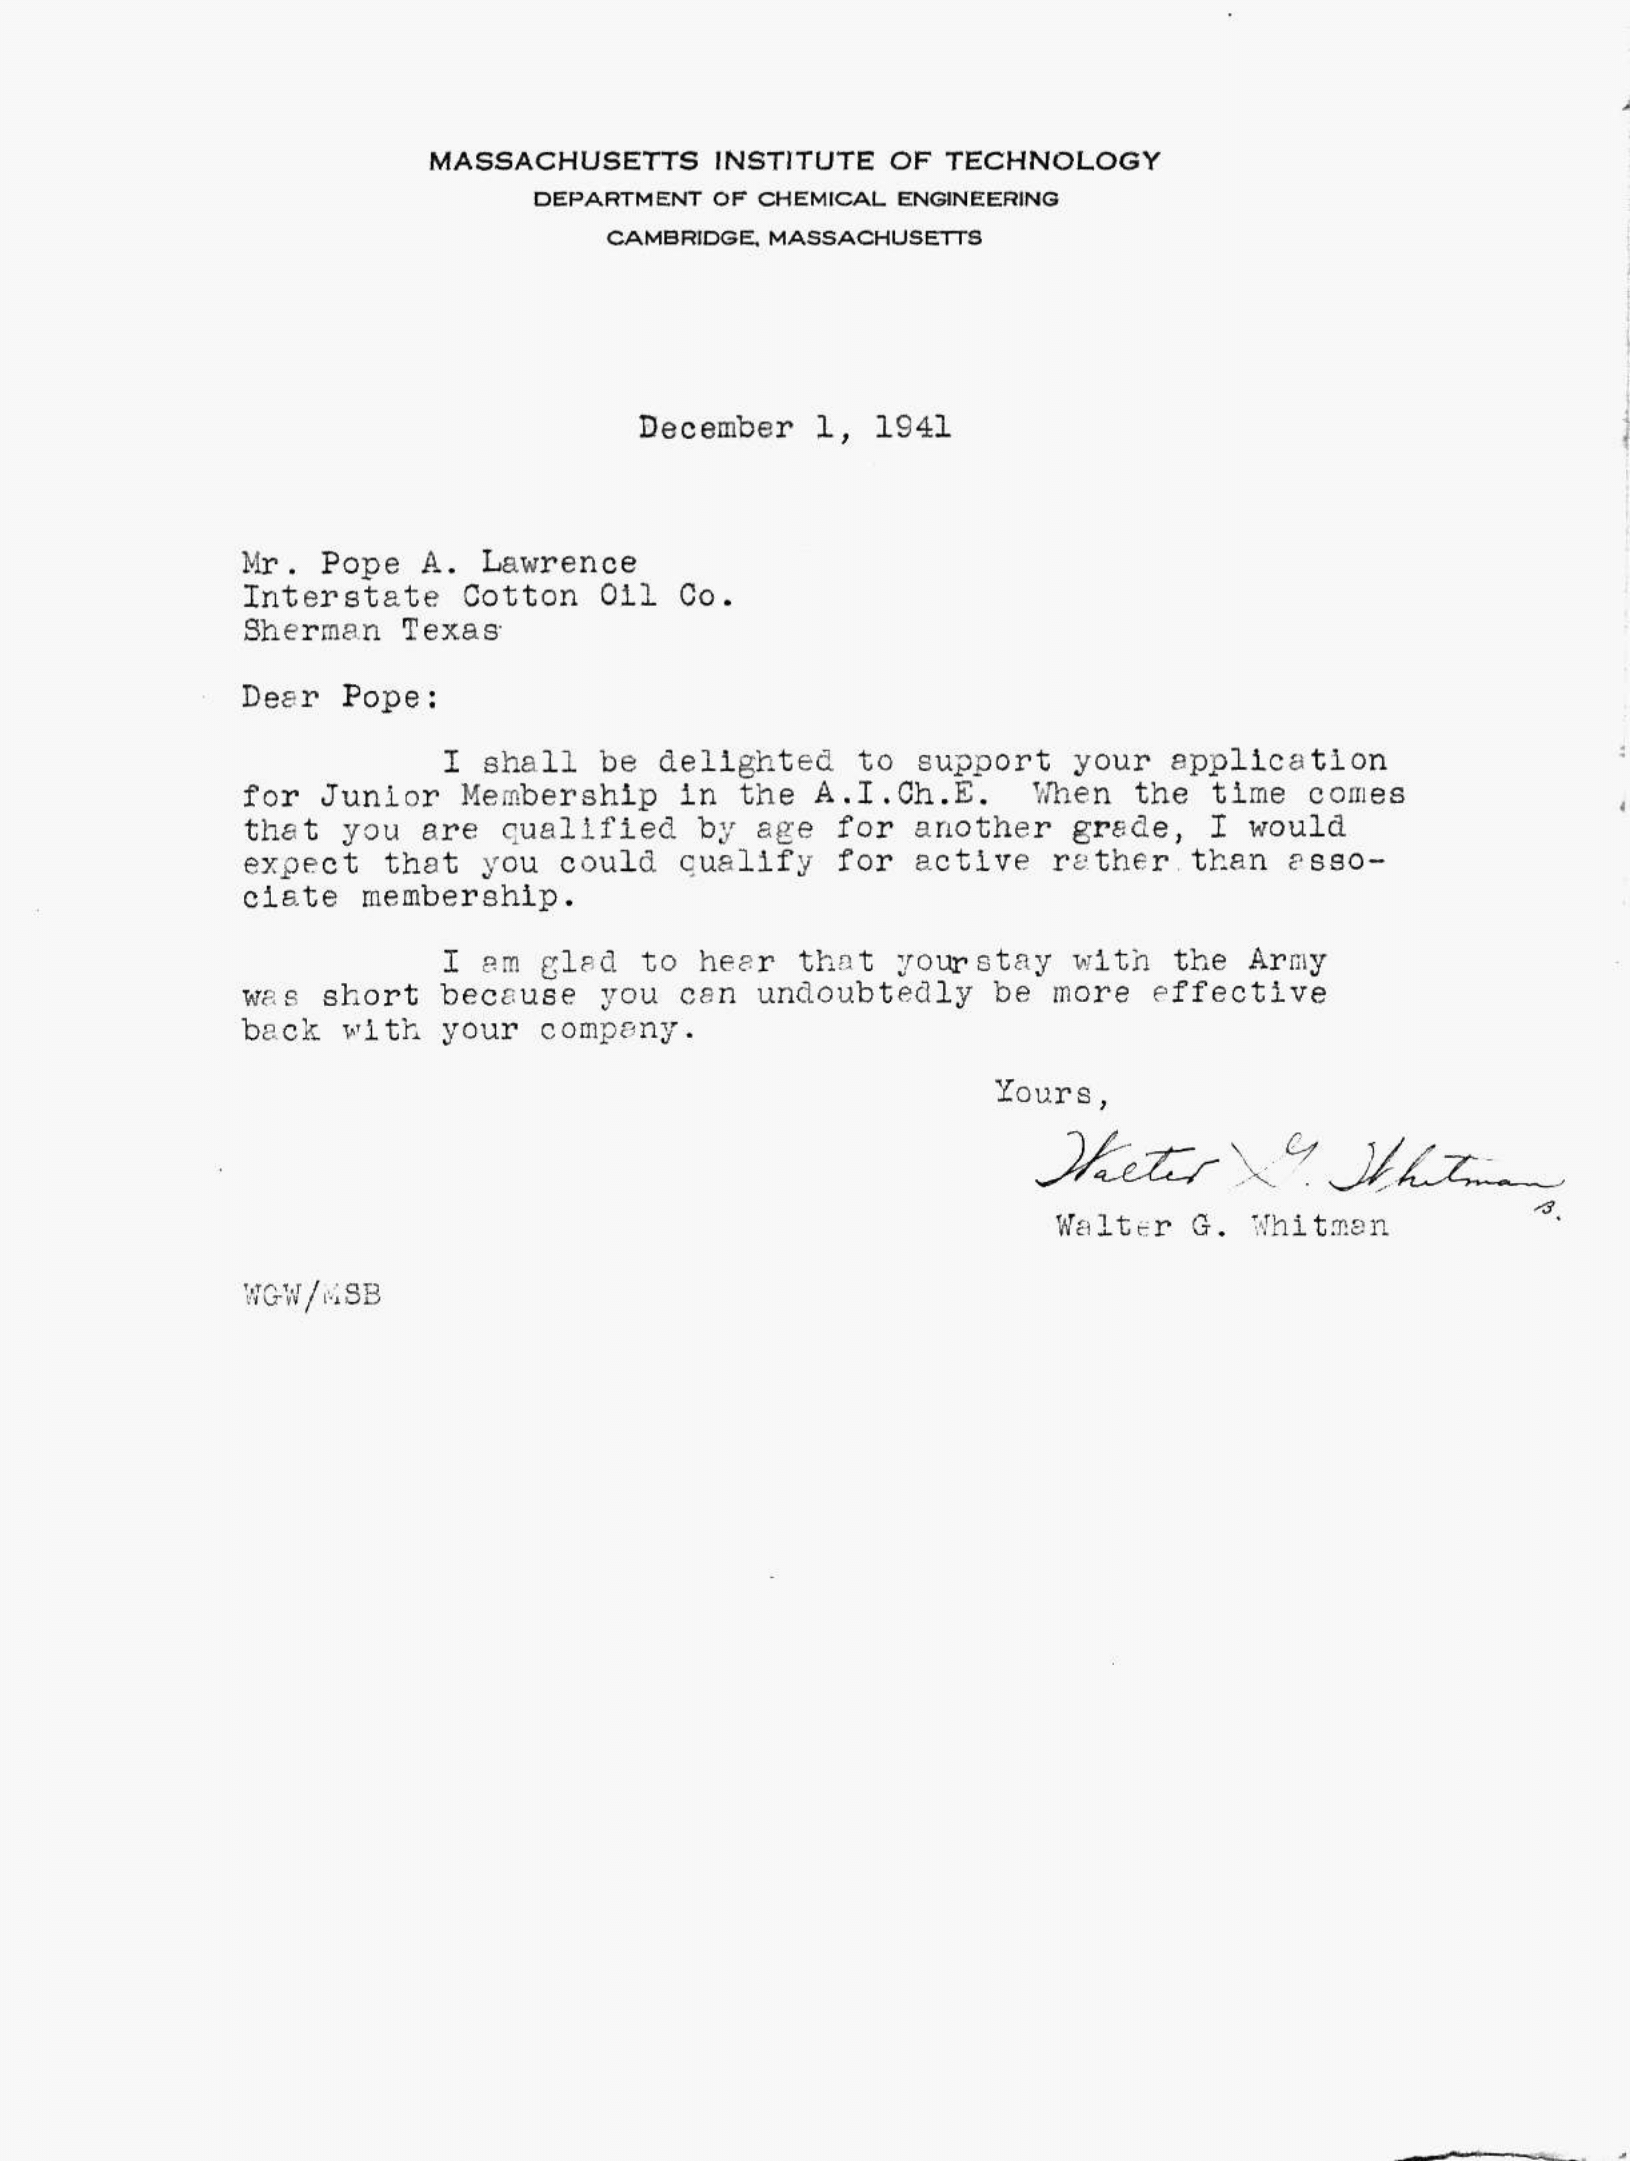 MASSACHUSETTS INSTITUTE OF TECHNOLOGY
DEPARTMENT OF CHEMICAL ENGINEERING
CAMBRIDGE, MASSACHUSETTS
December 1, 1941
Mr. Pope A. Lawrence
Interstate Cotton Oil Co.
Sherman Texas
Dear Pope:
I shall be delighted to support your application
for Junior Membership in the A.I.Ch.E. When the time comes
that you are qualified by age for another grade, I would
expect that you could qualify for active rather than asso-
ciate membership.
I am glad to hear that your stay with the Army
was short because you can undoubtedly be more effective
back with your company.
Yours,
Walter G. Whitman
B.
Walter G. Whitman
WGW/MSB